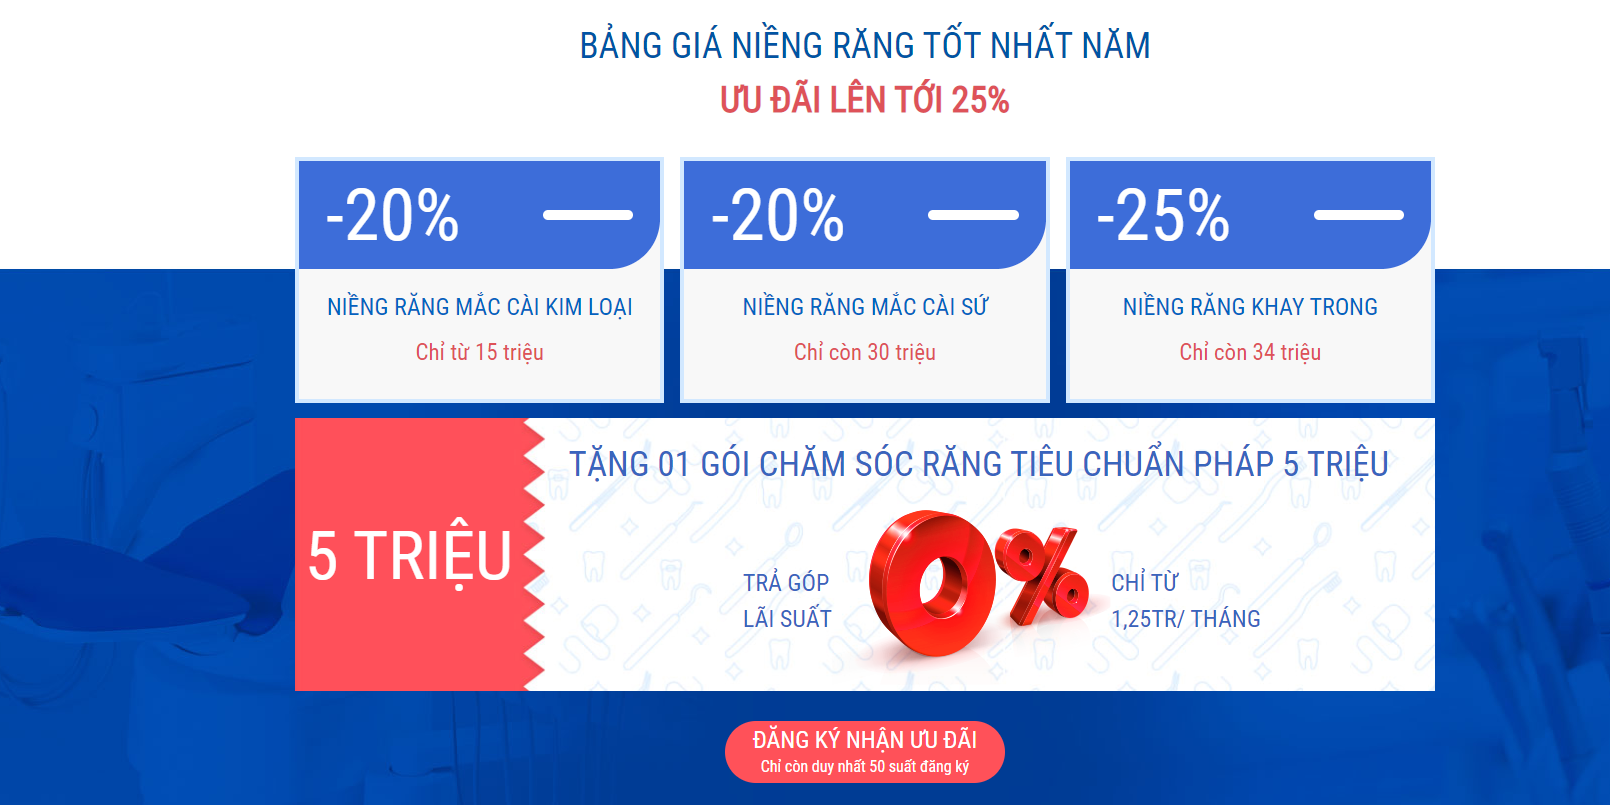 BẢNG GIÁ NIỀNG RĂNG TỐT NHẤT NĂM
ƯU ĐÃI LÊN TỚI 25%
-20%
NIỀNG RĂNG MẮC CÀI KIM LOẠI
Chỉ từ 15 triệu
-20%
NIỀNG RĂNG MẮC CÀI SỨ
Chỉ còn 30 triệu
-25%
NIỀNG RĂNG KHAY TRONG
Chỉ còn 34 triệu
5 TRIỆU
TẶNG 01 GÓI CHĂM SÓC RĂNG TIÊU CHUẨN PHÁP 5 TRIỆU
TRẢ GÓP
LÃI SUẤT
0%
CHỈ TỪ
1,25TR/ THÁNG
ĐĂNG KÝ NHẬN ƯU ĐÃI
Chỉ còn duy nhất 50 suất đăng ký